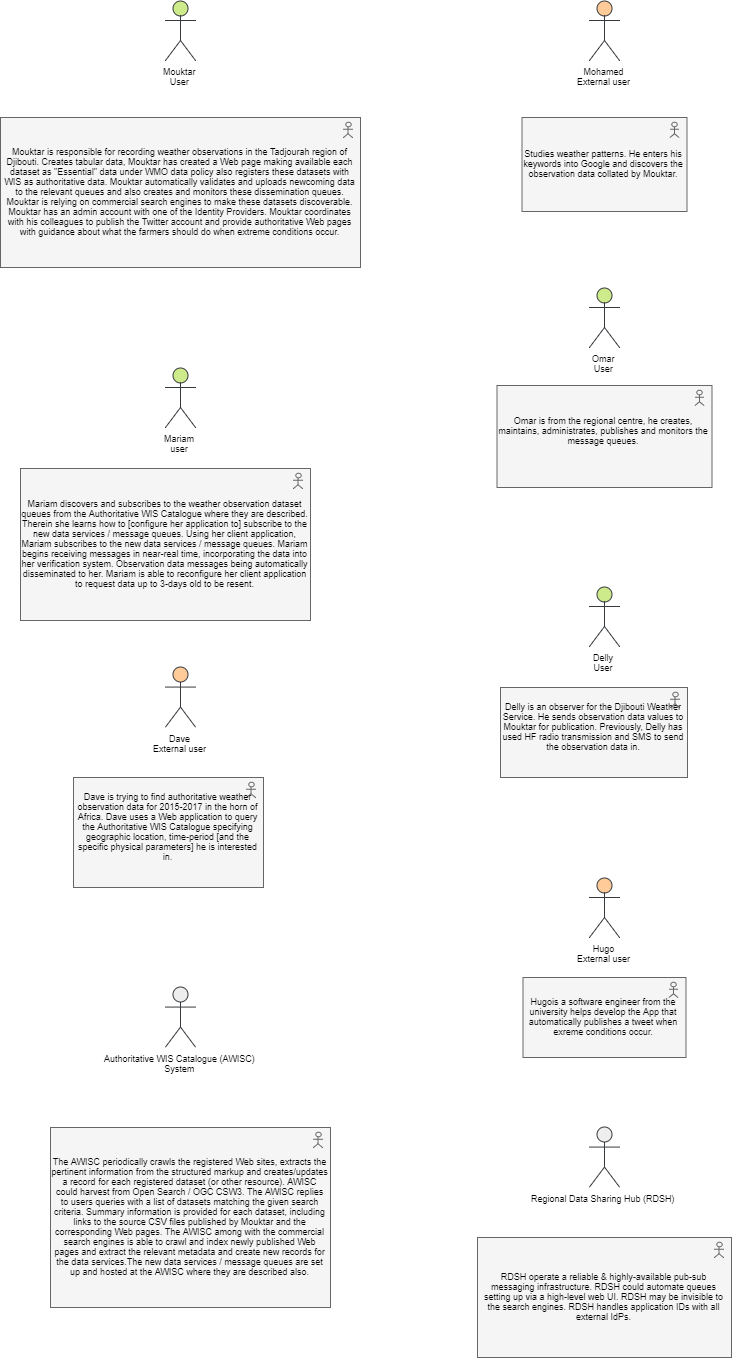 Mouktar
User
Mouktar is responsible for recording weather observations in the Tadjourah region of
Djibouti. Creates tabular data, Mouktar has created a Web page making available each
dataset as "Essential" data under WMO data policy also registers these datasets with
WIS as authoritative data. Mouktar automatically validates and uploads newcoming data
to the relevant queues and also creates and monitors these dissemination queues.
Mouktar is relying on commercial search engines to make these datasets discoverable.
Mouktar has an admin account with one of the Identity Providers. Mouktar coordinates
with his colleagues to publish the Twitter account and provide authoritative Web pages
with guidance about what the farmers should do when extreme conditions occur.
Mohamed
External user
Studies weather patterns. He enters his
keywords into Google and discovers the
observation data collated by Mouktar.
Omar
User
Omar is from the regional centre, he creates,
maintains, administrates, publishes and monitors the
message queues.
Mariam
user
Mariam discovers and subscribes to the weather observation dataset
queues from the Authoritative WIS Catalogue where they are described.
Therein she learns how to [configure her application to] subscribe to the
new data services / message queues. Using her client application,
Mariam subscribes to the new data services / message queues. Mariam
begins receiving messages in near-real time, incorporating the data into
her verification system. Observation data messages being automatically
disseminated to her. Mariam is able to reconfigure her client application
to request data up to 3-days old to be resent.
Delly
User
Delly is an observer for the Djibouti Weather
Service. He sends observation data values to
Mouktar for publication. Previously, Delly has
used HF radio transmission and SMS to send
the observation data in.
Dave
External user
Dave is trying to find authoritative weather
observation data for 2015-2017 in the horn of
Africa. Dave uses a Web application to query
the Authoritative WIS Catalogue specifying
geographic location, time-period [and the
specific physical parameters] he is interested
in.
Hugo
External user
Hugois a software engineer from the
university helps develop the App that
automatically publishes a tweet when
exreme conditions occur.
Authoritative WIS Catalogue (AWISC)
System
The AWISC periodically crawls the registered Web sites, extracts the
pertinent information from the structured markup and creates/updates
a record for each registered dataset (or other resource). AWISC
could harvest from Open Search / OGC CSW3. The AWISC replies
to users queries with a list of datasets matching the given search
criteria. Summary information is provided for each dataset, including
links to the source CSV files published by Mouktar and the
corresponding Web pages. The AWISC among with the commercial
search engines is able to crawl and index newly published Web
pages and extract the relevant metadata and create new records for
the data services.The new data services / message queues are set
up and hosted at the AWISC where they are described also.
Regional Data Sharing Hub (RDSH)
RDSH operate a reliable & highly-available pub-sub
messaging infrastructure. RDSH could automate queues
setting up via a high-level web UI. RDSH may be invisible to
the search engines. RDSH handles application IDs with all
external IdPs.